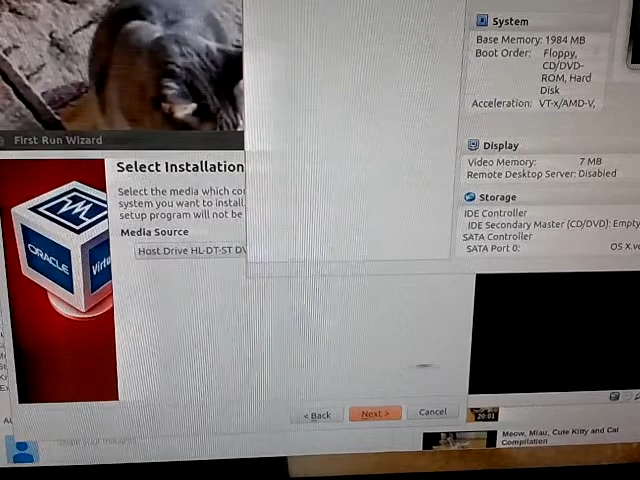 System
Base Memory: 1984 MB
Boot Order: Floppy,
CD/DVD-
ROM, Hard
Disk
Acceleration: VT-x/AMD-V,
First Run Wizard
Select Installation
Display
Video Memory: 7 MB
Remote Desktop Server: Disabled
Select the media which
system you want to install.
setup program will not be
Media Source
Host Drive HL-DT-ST
Storage
IDE Controller
IDE Secondary Master (CD/DVD): Empty
SATA Controller
SATA Port 0: OS X.
ORACLE
Virtu
< Back
Next >
Cancel
20:01
Meow, Miau, Cute Kitty and Cat
Compilation
Share your thoughts